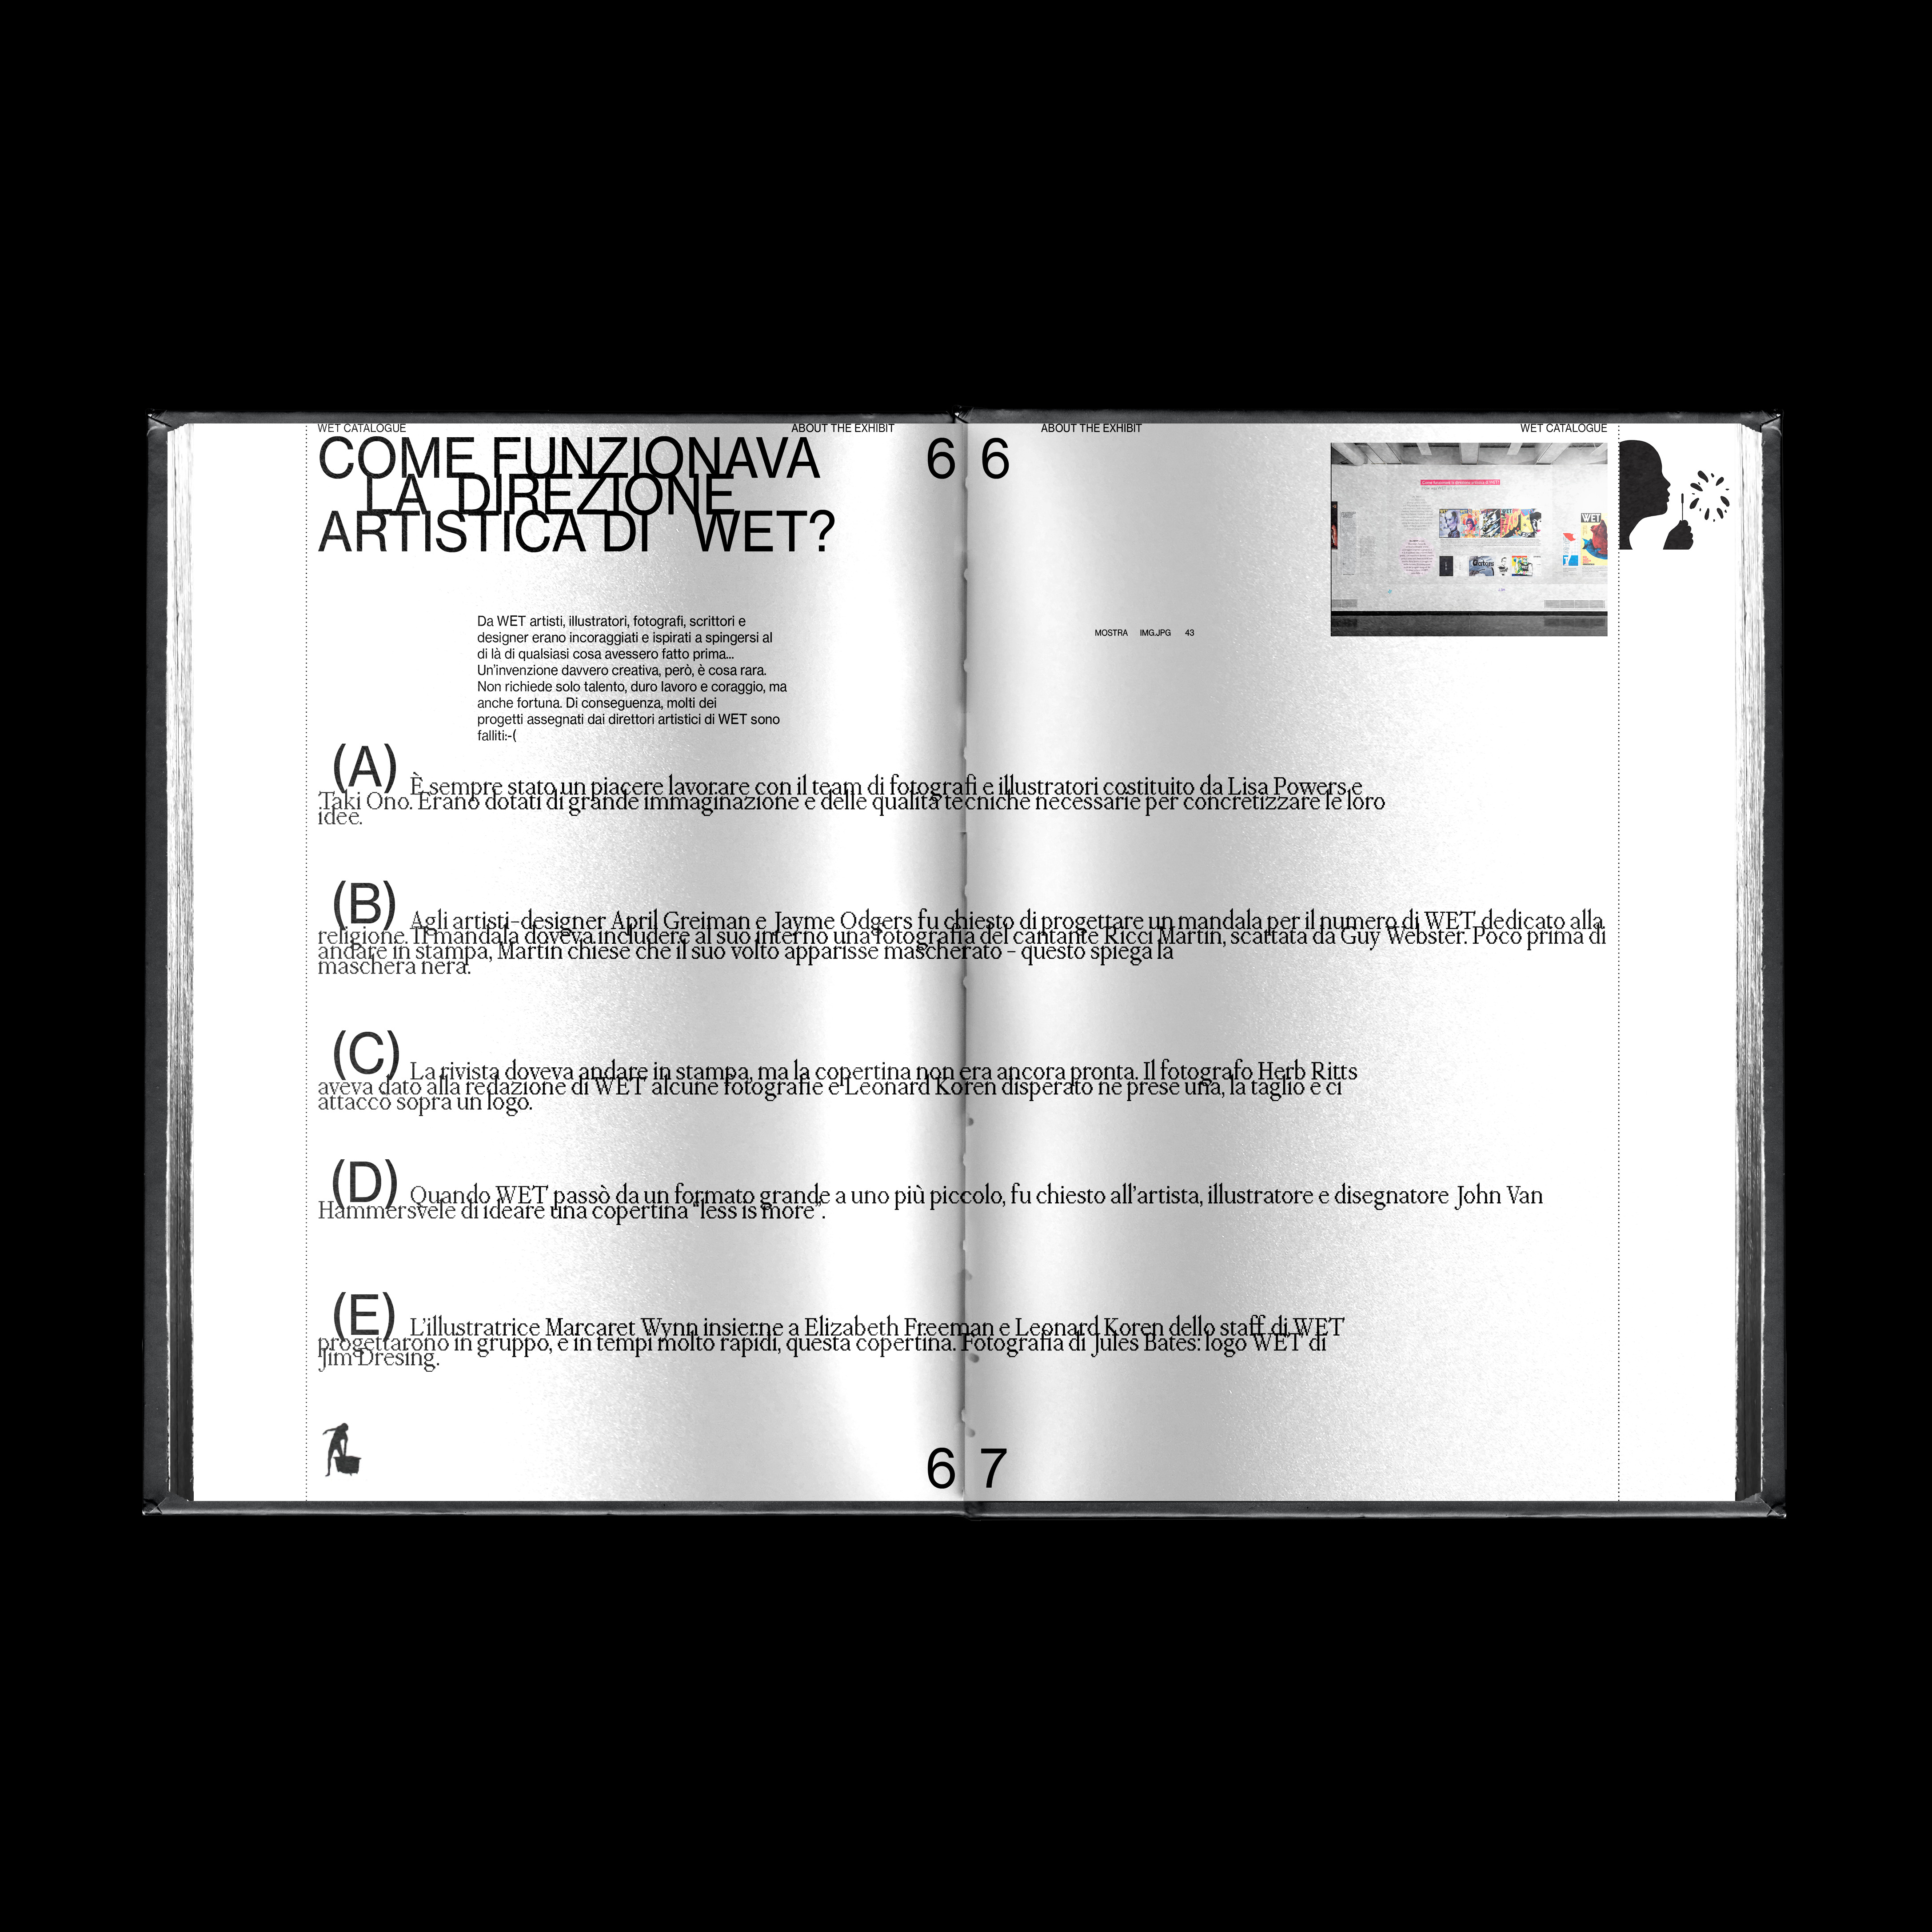 WET CATALOGUE
ABOUT THE EXHIBIT
COME FUNZIONAVA
LA DIREZIONE
ARTISTICA DI WET?
6 6
ABOUT THE EXHIBIT
WET CATALOGUE
WET
MOSTRA IMG.JPG 43
Da WET artisti, illustratori, fotografi, scrittori e
designer erano incoraggiati e ispirati a spingersi al
di là di qualsiasi cosa avessero fatto prima...
Un'invenzione davvero creativa, però, è cosa rara.
Non richiede solo talento, duro lavoro e coraggio, ma
anche fortuna. Di conseguenza, molti dei
progetti assegnati dai direttori artistici di WET sono
falliti:-(
(A) È sempre stato un piacere lavorare con il team di fotografi e illustratori costituito da Lisa Powers e
Taki Ono. Erano dotati di grande immaginazione e delle qualità tecniche necessarie per concretizzare le loro
idee.
(B) Agli artisti-designer April Greiman e Jayme Odgers fu chiesto di progettare un mandala per il numero di WET dedicato alla
religione. Il mandala doveva includere al suo interno una fotografia del cantante Ricci Martin, scattata da Guy Webster. Poco prima di
andare in stampa, Martin chiese che il suo volto apparisse mascherato - questo spiega la
maschera nera.
(C) La rivista doveva andare in stampa, ma la copertina non era ancora pronta. Il fotografo Herb Ritts
aveva dato alla redazione di WET alcune fotografie e Leonard Koren disperato ne prese una, la tagliò e ci
attaccò sopra un logo.
(D) Quando WET passò da un formato grande a uno più piccolo, fu chiesto all'artista, illustratore e disegnatore John Van
Hammersvele di ideare una copertina "less is more".
(E) L'illustratrice Marcaret Wynn insierne a Elizabeth Freeman e Leonard Koren dello staff di WET
progettarono in gruppo, e in tempi molto rapidi, questa copertina. Fotografia di Jules Bates: logo WET di
Jim Dresing.
6 7